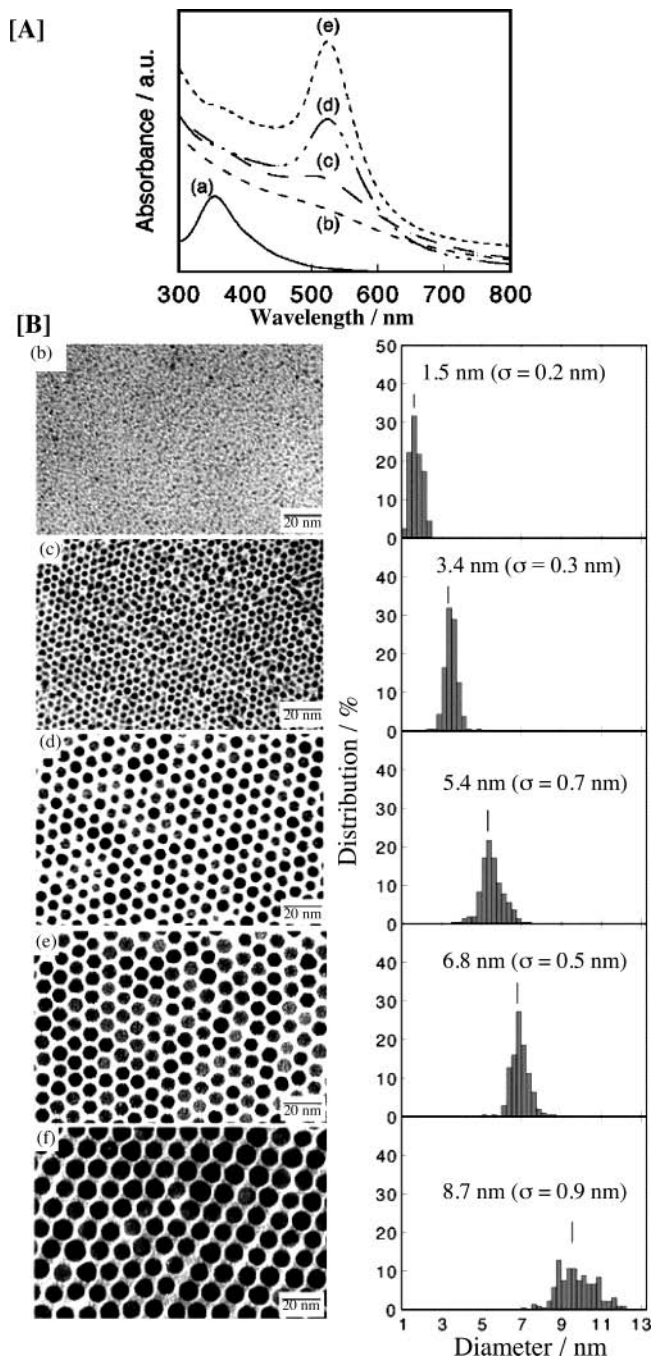 [A]
Absorbance / a.u.
(e)
(d)
(c)
(a)
(b)
300 400 500 600 700 800
Wavelength / nm
[B]
(b)
20 nm
(c)
20 nm
(d)
20 nm
(e)
20 nm
(f)
20 nm
Distribution / %
50
40
30
20
10
0
1.5 nm (σ = 0.2 nm)
40
30
20
10
0
3.4 nm (σ = 0.3 nm)
40
30
20
10
0
5.4 nm (σ = 0.7 nm)
40
30
20
10
0
6.8 nm (σ = 0.5 nm)
40
30
20
10
0
8.7 nm (σ = 0.9 nm)
1 3 5 7 9 11 13
Diameter / nm